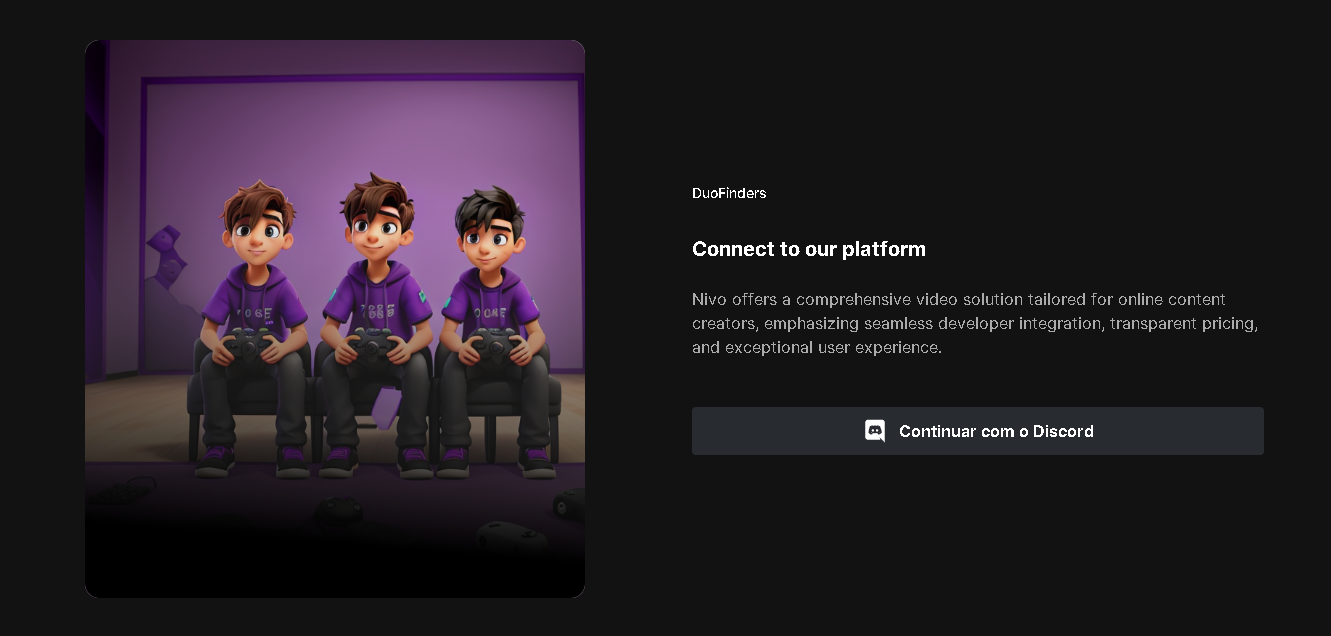 DuoFinders
Connect to our platform
Nivo offers a comprehensive video solution tailored for online content
creators, emphasizing seamless developer integration, transparent pricing,
and exceptional user experience.
Continuar com o Discord